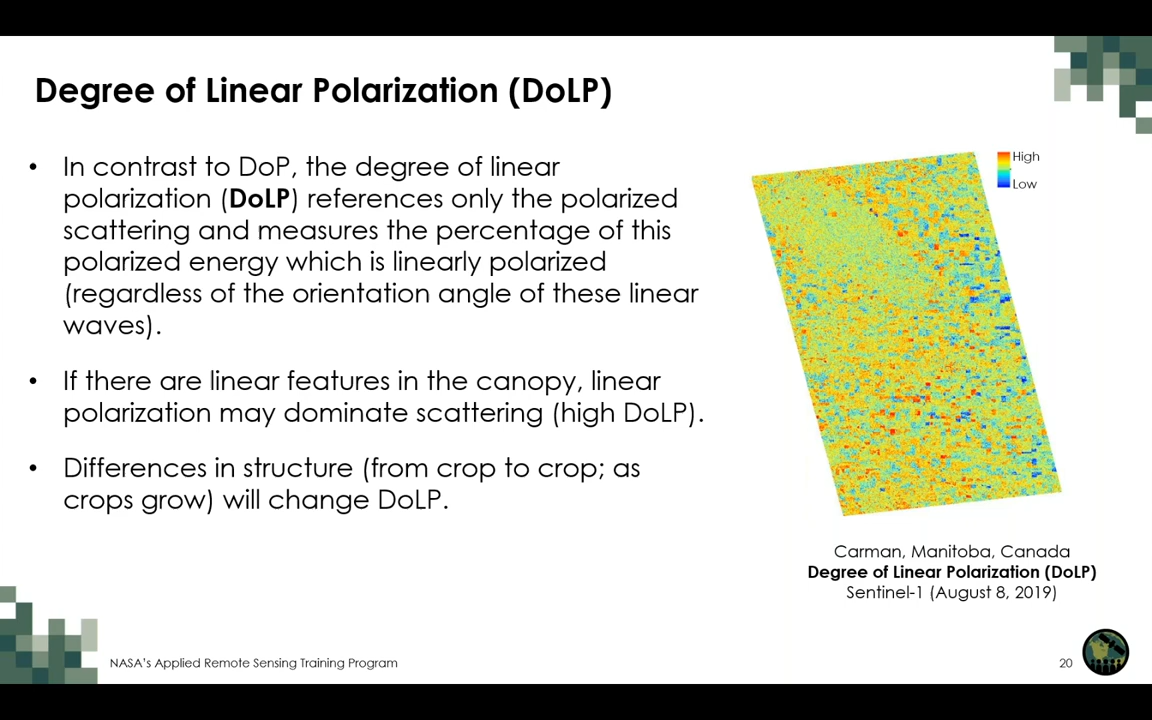 Degree of Linear Polarization (DoLP)
• In contrast to DoP, the degree of linear
polarization (DoLP) references only the polarized
scattering and measures the percentage of this
polarized energy which is linearly polarized
(regardless of the orientation angle of these linear
waves).
• If there are linear features in the canopy, linear
polarization may dominate scattering (high DoLP).
• Differences in structure (from crop to crop; as
crops grow) will change DoLP.
High
Low
Carman, Manitoba, Canada
Degree of Linear Polarization (DoLP)
Sentinel-1 (August 8, 2019)
NASA's Applied Remote Sensing Training Program
20